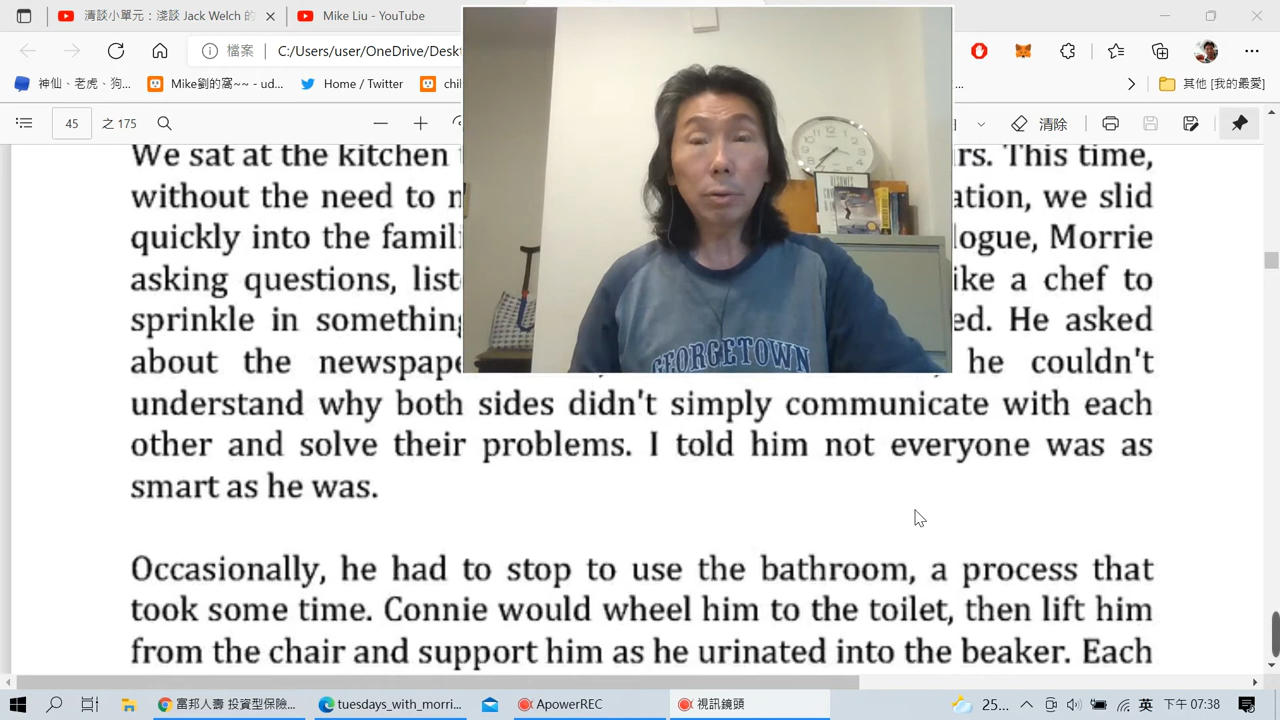 清談小單元 : 淺談 Jack Welch 的
Mike Liu - YouTube
檔案
C:/Users/user/OneDrive/Deskt
神仙、老虎、狗...
Mike劉的窩~~ - ud...
Home / Twitter
chi
其他 [我的最愛]
45 之 175
清除
We sat at the kitchen
rs. This time,
without the need to
ation, we slid
quickly into the famili
logue, Morrie
asking questions, list
ike a chef to
sprinkle in something
ed. He asked
about the newspape
he couldn't
understand why both sides didn't simply communicate with each
other and solve their problems. I told him not everyone was as
smart as he was.
Occasionally, he had to stop to use the bathroom, a process that
took some time. Connie would wheel him to the toilet, then lift him
from the chair and support him as he urinated into the beaker. Each
GEORGETOWN
富邦人壽 投資型保險...
tuesdays_with_morri...
ApowerREC
視訊鏡頭
25...
英
下午 07:38